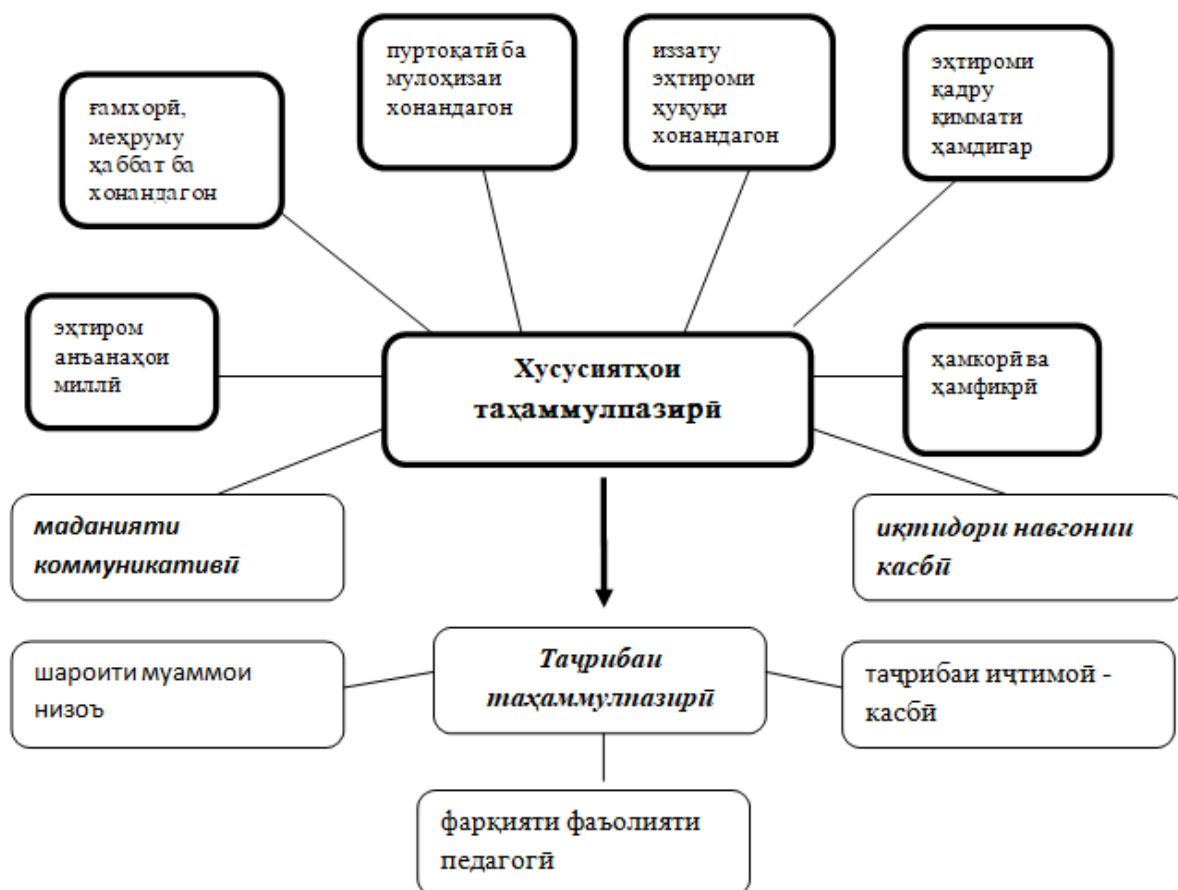 ғамхорӣ,
меҳруму
ҳаббат ба
хонандагон
пуртоқатӣ ба
мулоҳизаи
хонандагон
иззату
эҳтироми
ҳуқуқи
хонандагон
эҳтироми
қадру
қиммати
ҳамдигар
эҳтиром
анъанаҳои
миллӣ
Хусусиятҳои
таҳаммулпазирӣ
ҳамкорӣ ва
ҳамфикрӣ
маданияти
коммуникативӣ
иқтидори навгонии
касбӣ
шароити муаммои
низоъ
Таҷрибаи
таҳаммулпазирӣ
таҷрибаи иҷтимоӣ -
касбӣ
фарқияти фаъолияти
педагогӣ